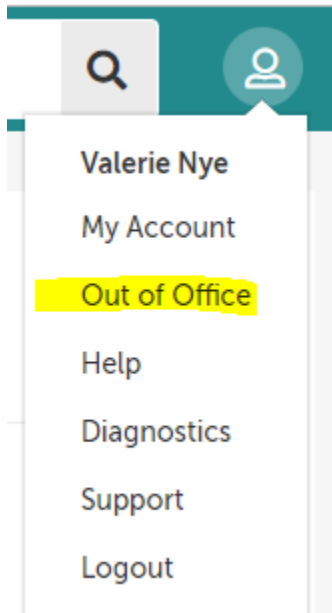 Valerie Nye
My Account
Out of Office
Help
Diagnostics
Support
Logout